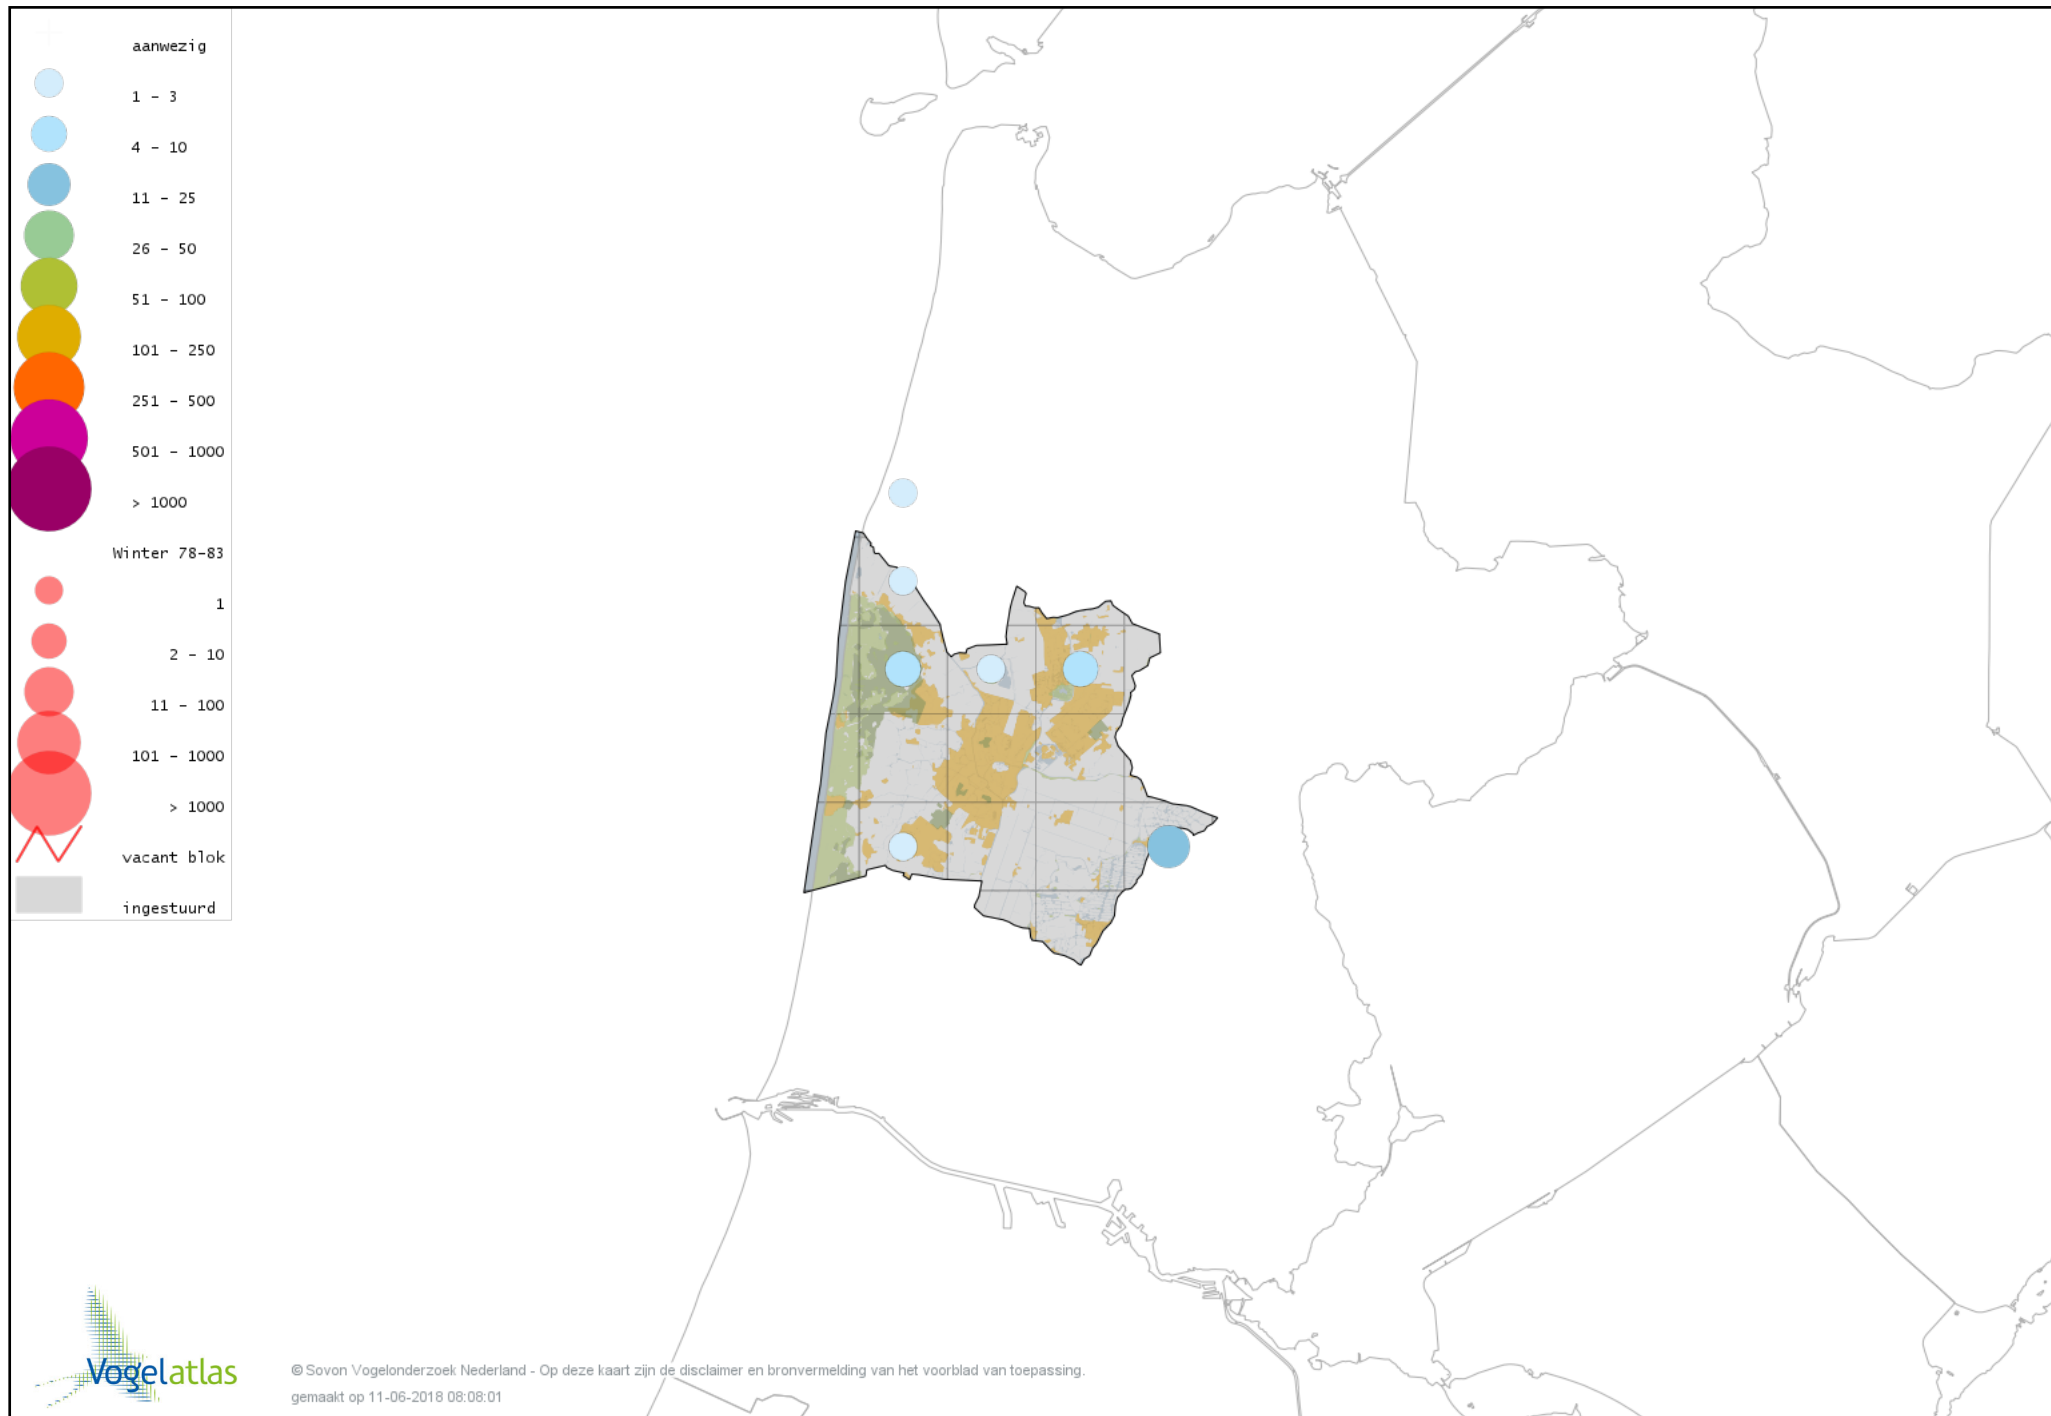 aanwezig
1 - 3
4 - 10
11 - 25
26 - 50
51 - 100
101 - 250
251 - 500
501 - 1000
> 1000
Winter 78-83
1
2 - 10
11 - 100
101 - 1000
> 1000
vacant blok
ingestuurd
Vogelatlas
© Sovon Vogelonderzoek Nederland - Op deze kaart zijn de disclaimer en bronvermelding van het voorblad van toepassing.
gemaakt op 11-06-2018 08:08:01